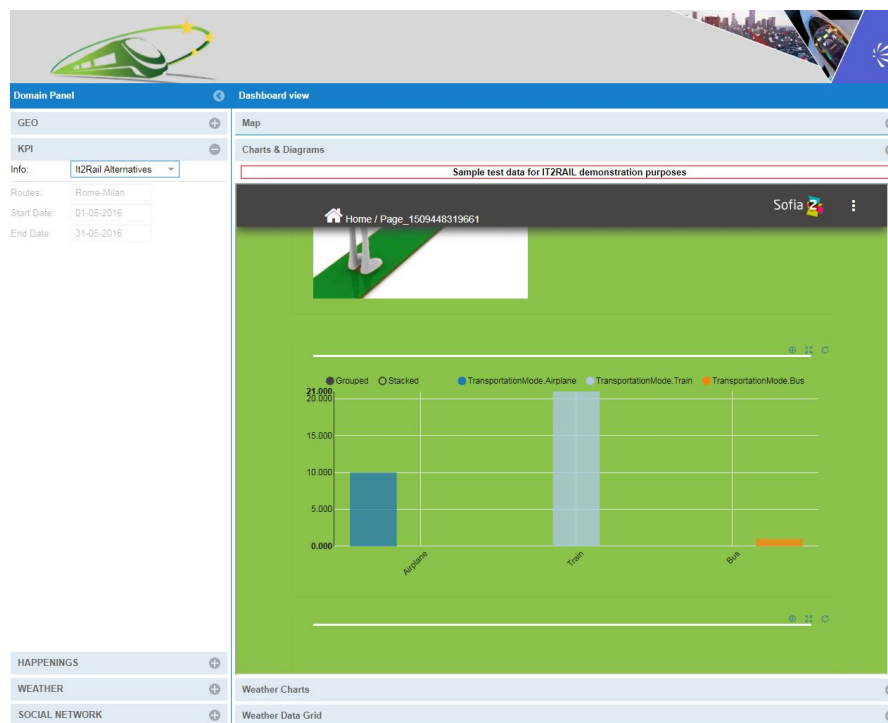 Domain Panel
Dashboard view
GEO
KPI
Info: It2Rail Alternatives
Routes: Rome-Milan
Start Date: 01-05-2016
End Date: 31-05-2016
HAPPENINGS
WEATHER
SOCIAL NETWORK
Map
Charts & Diagrams
Sample test data for IT2RAIL demonstration purposes
Home / Page_1509448319661
Sofia 2
Grouped Stacked TransportationMode.Airplane TransportationMode.Train TransportationMode.Bus
21.000
20.000
15.000
10.000
5.000
0.000
Airplane
Train
Bus
Weather Charts
Weather Data Grid